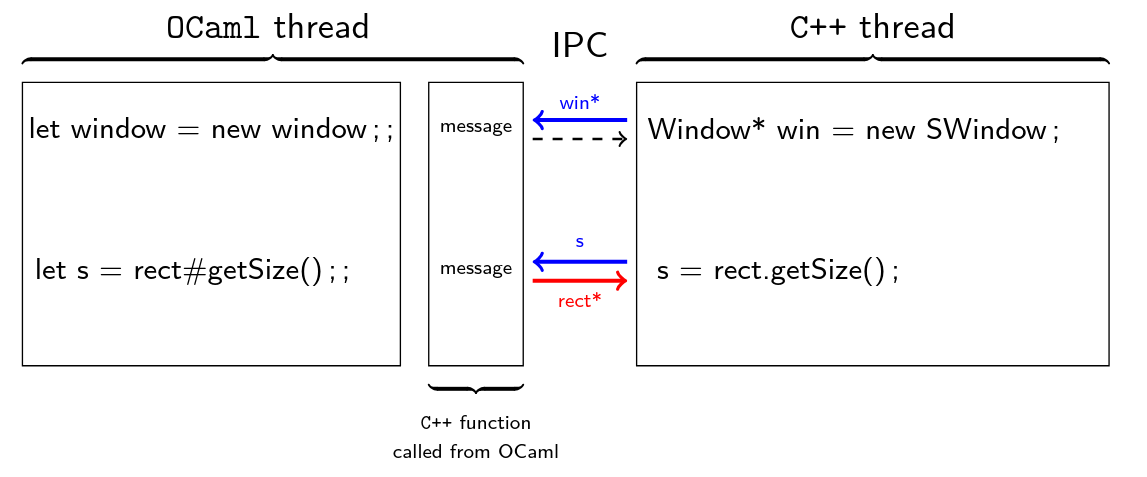 OCaml thread
IPC
C++ thread
win*
let window = new window;;
message
Window* win = new SWindow;
s
let s = rect#getSize();;
message
s = rect.getSize();
rect*
C++ function
called from OCaml